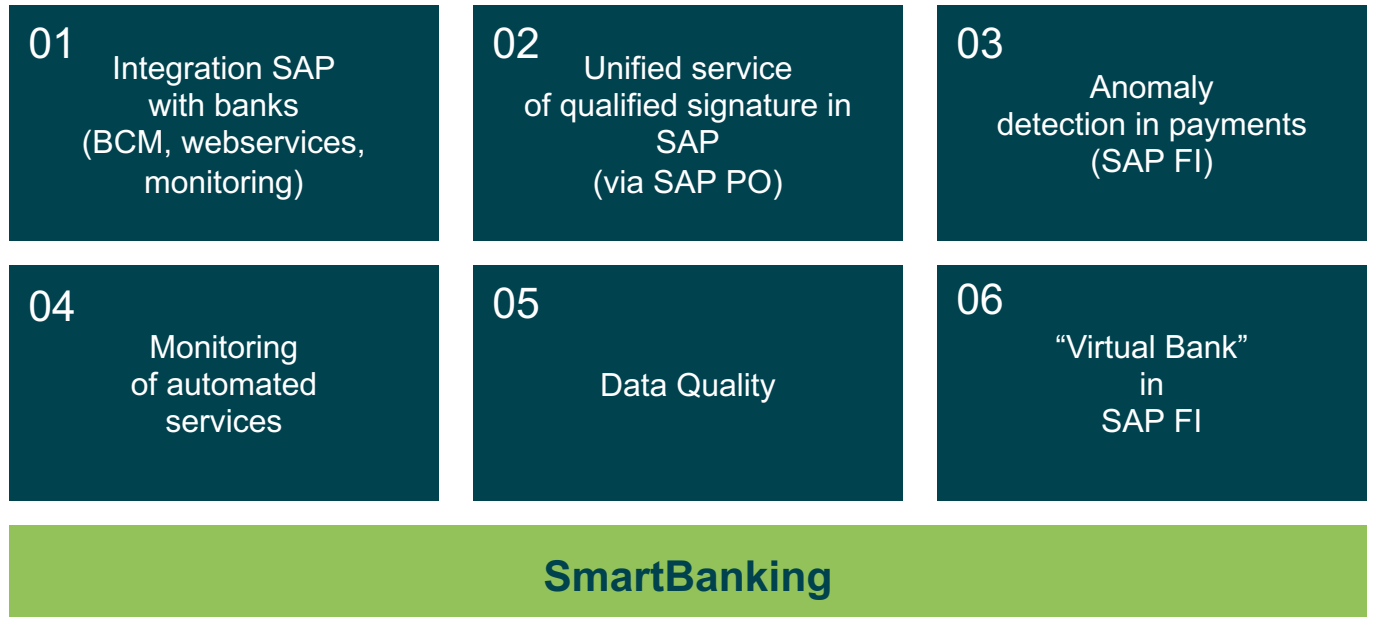 01
Integration SAP
with banks
(BCM, webservices,
monitoring)
02
Unified service
of qualified signature in
SAP
(via SAP PO)
03
Anomaly
detection in payments
(SAP FI)
04
Monitoring
of automated
services
05
Data Quality
06
“Virtual Bank”
in
SAP FI
SmartBanking